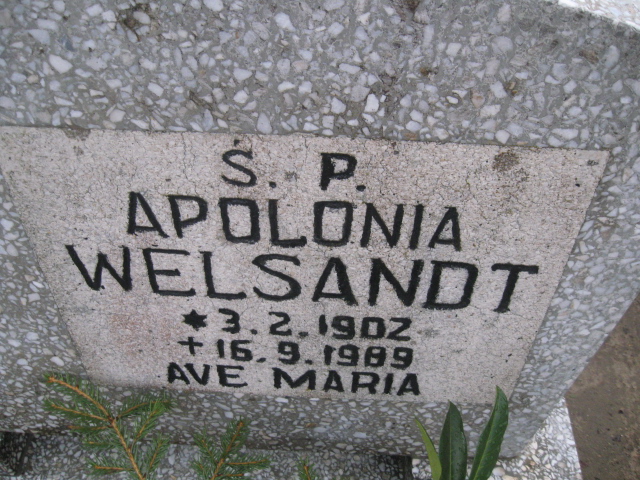 Ś. P.
APOLONIA
WELSANDT
* 3.2.1902
+ 16.9.1989
AVE MARIA